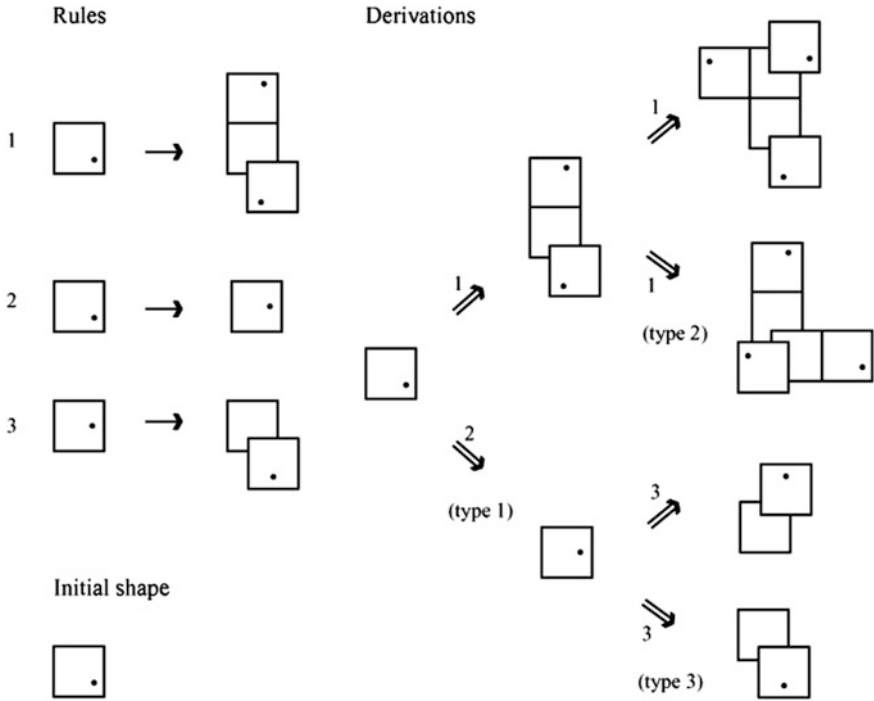 Rules
Derivations
1
1
1
1
(type 2)
2
2
(type 1)
3
3
3
(type 3)
Initial shape